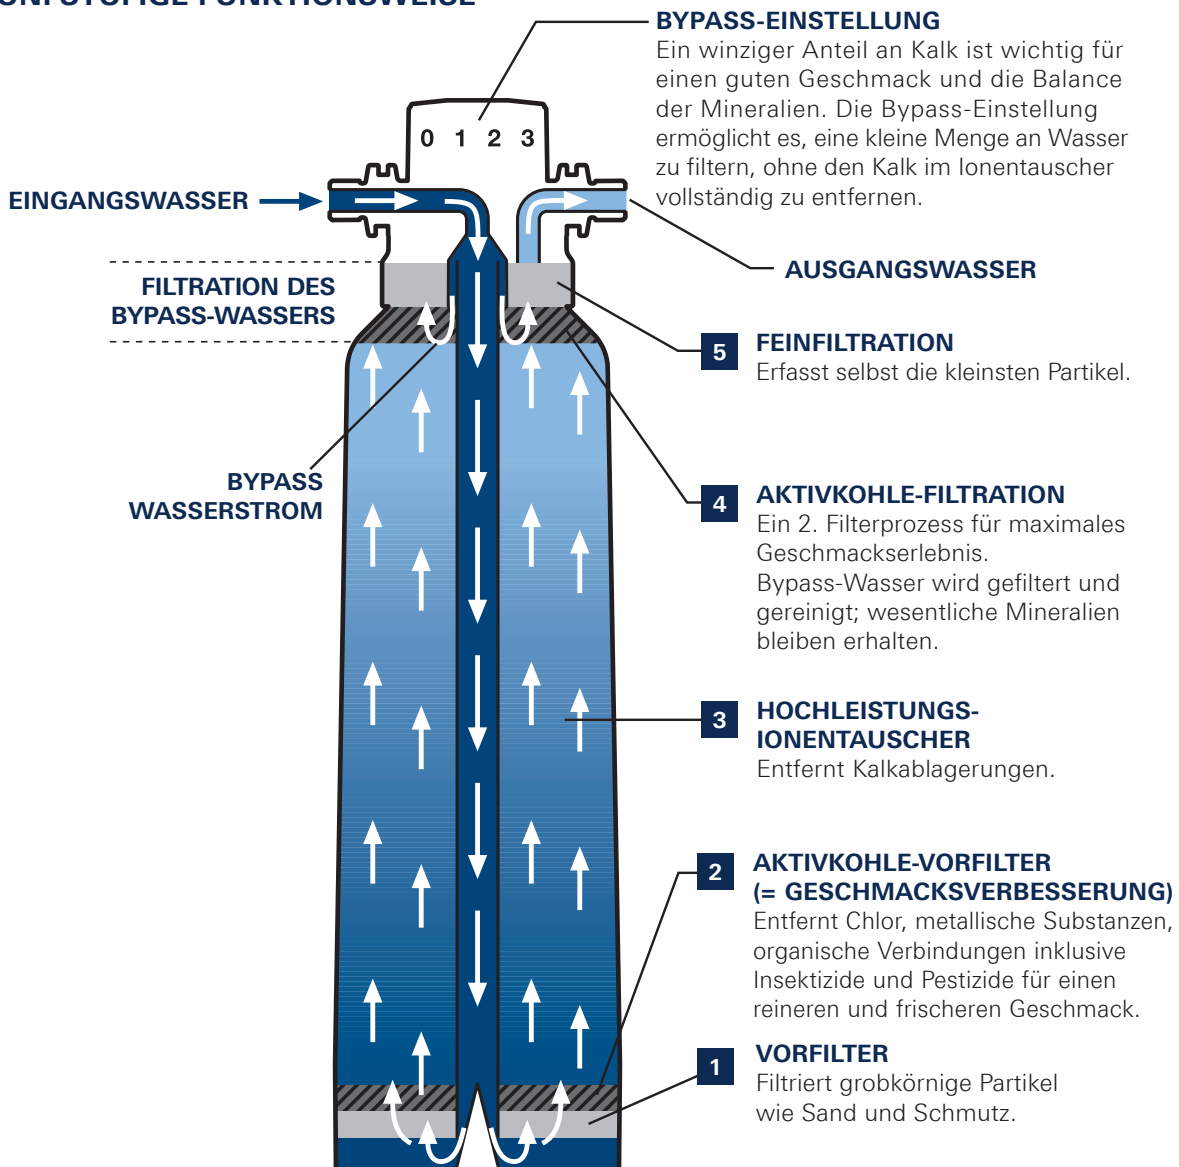 BYPASS-EINSTELLUNG
Ein winziger Anteil an Kalk ist wichtig für
einen guten Geschmack und die Balance
der Mineralien. Die Bypass-Einstellung
ermöglicht es, eine kleine Menge an Wasser
zu filtern, ohne den Kalk im Ionentauscher
vollständig zu entfernen.
0 1 2 3
EINGANGSWASSER
AUSGANGSWASSER
FILTRATION DES
BYPASS-WASSERS
5 FEINFILTRATION
Erfasst selbst die kleinsten Partikel.
BYPASS
WASSERSTROM
4 AKTIVKOHLE-FILTRATION
Ein 2. Filterprozess für maximales
Geschmackserlebnis.
Bypass-Wasser wird gefiltert und
gereinigt; wesentliche Mineralien
bleiben erhalten.
3 HOCHLEISTUNGS-
IONENTAUSCHER
Entfernt Kalkablagerungen.
2 AKTIVKOHLE-VORFILTER
(= GESCHMACKSVERBESSERUNG)
Entfernt Chlor, metallische Substanzen,
organische Verbindungen inklusive
Insektizide und Pestizide für einen
reineren und frischeren Geschmack.
1 VORFILTER
Filtriert grobkörnige Partikel
wie Sand und Schmutz.